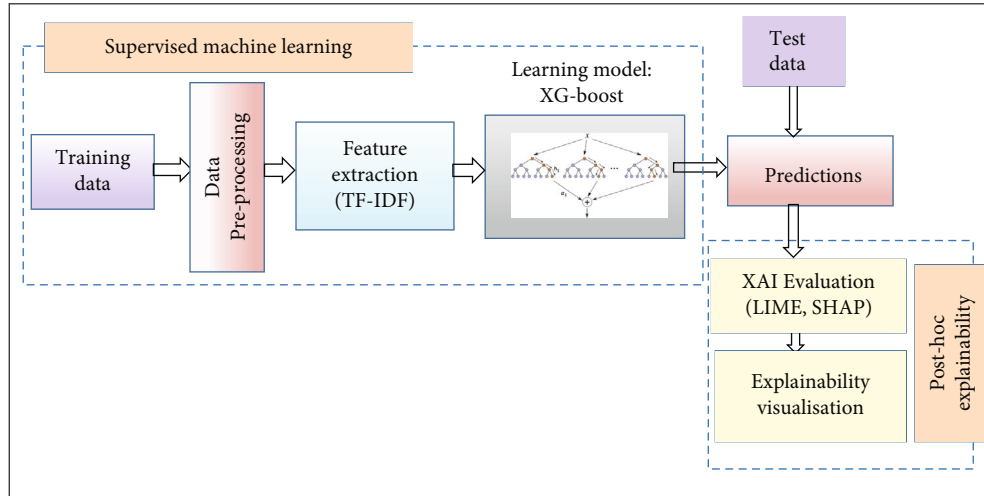 Supervised machine learning
Training
data
Data
Pre-processing
Feature
extraction
(TF-IDF)
Learning model:
XG-boost
Test
data
Predictions
XAI Evaluation
(LIME, SHAP)
Explainability
visualisation
Post-hoc
explainability